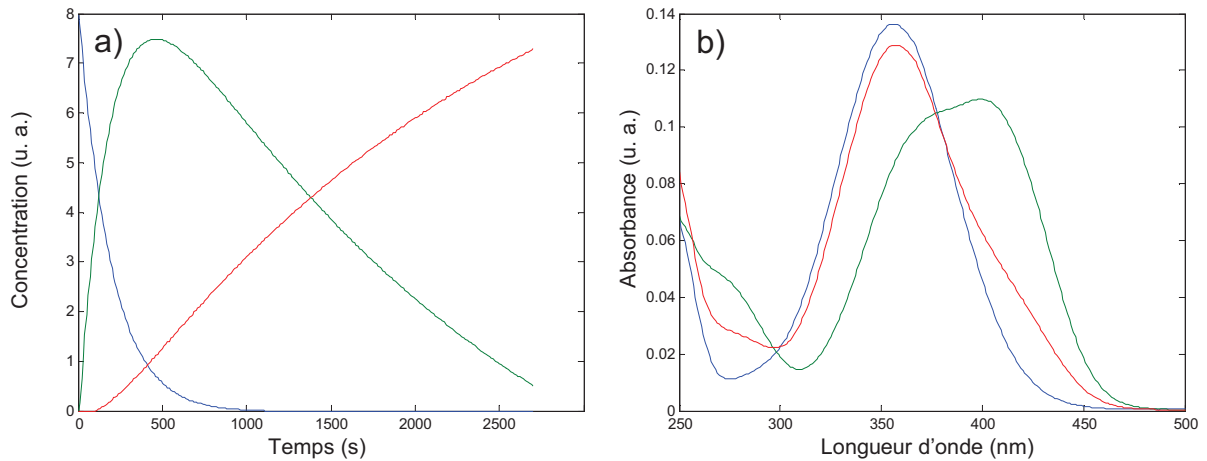 a)
Concentration (u. a.)
8
7
6
5
4
3
2
1
0
0 500 1000 1500 2000 2500
Temps (s)
b)
Absorbance (u. a.)
0.14
0.12
0.1
0.08
0.06
0.04
0.02
0
250 300 350 400 450 500
Longueur d'onde (nm)